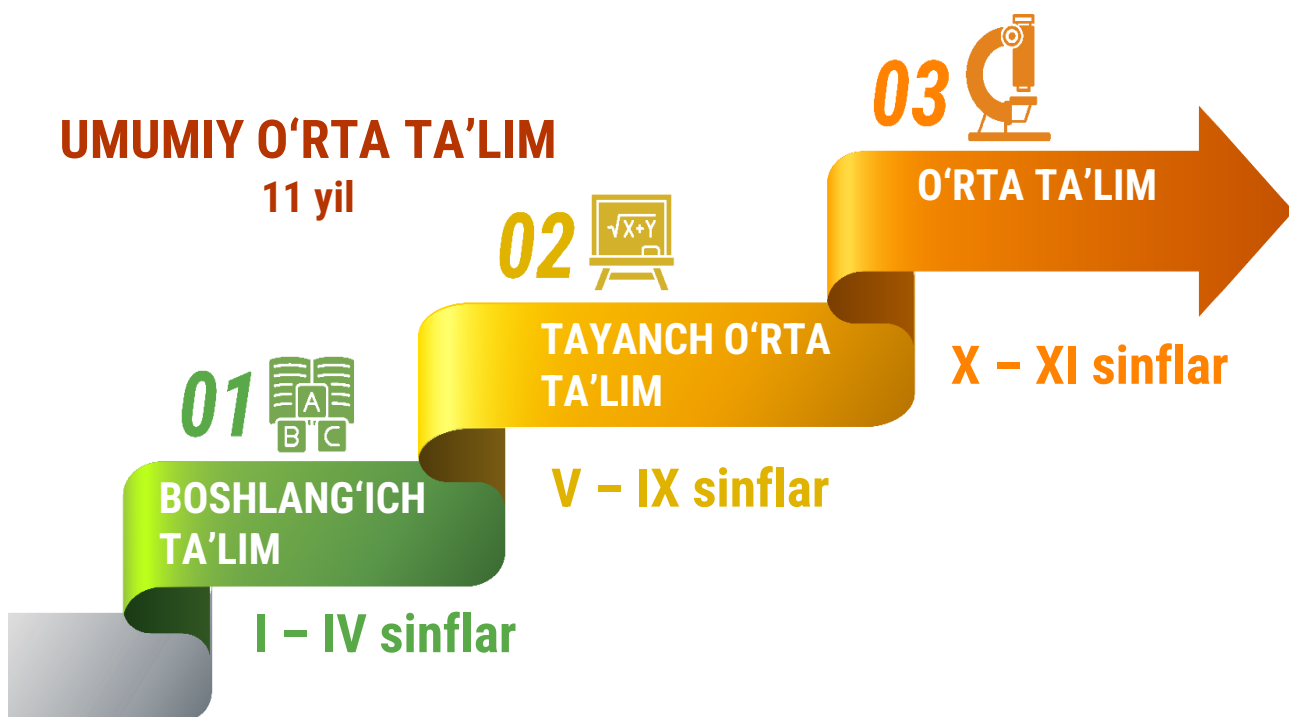 UMUMIY O‘RTA TA’LIM
11 yil
01
A
B C
BOSHLANG‘ICH
TA’LIM
I – IV sinflar
02
√X+Y
TAYANCH O‘RTA
TA’LIM
V – IX sinflar
03
O‘RTA TA’LIM
X – XI sinflar